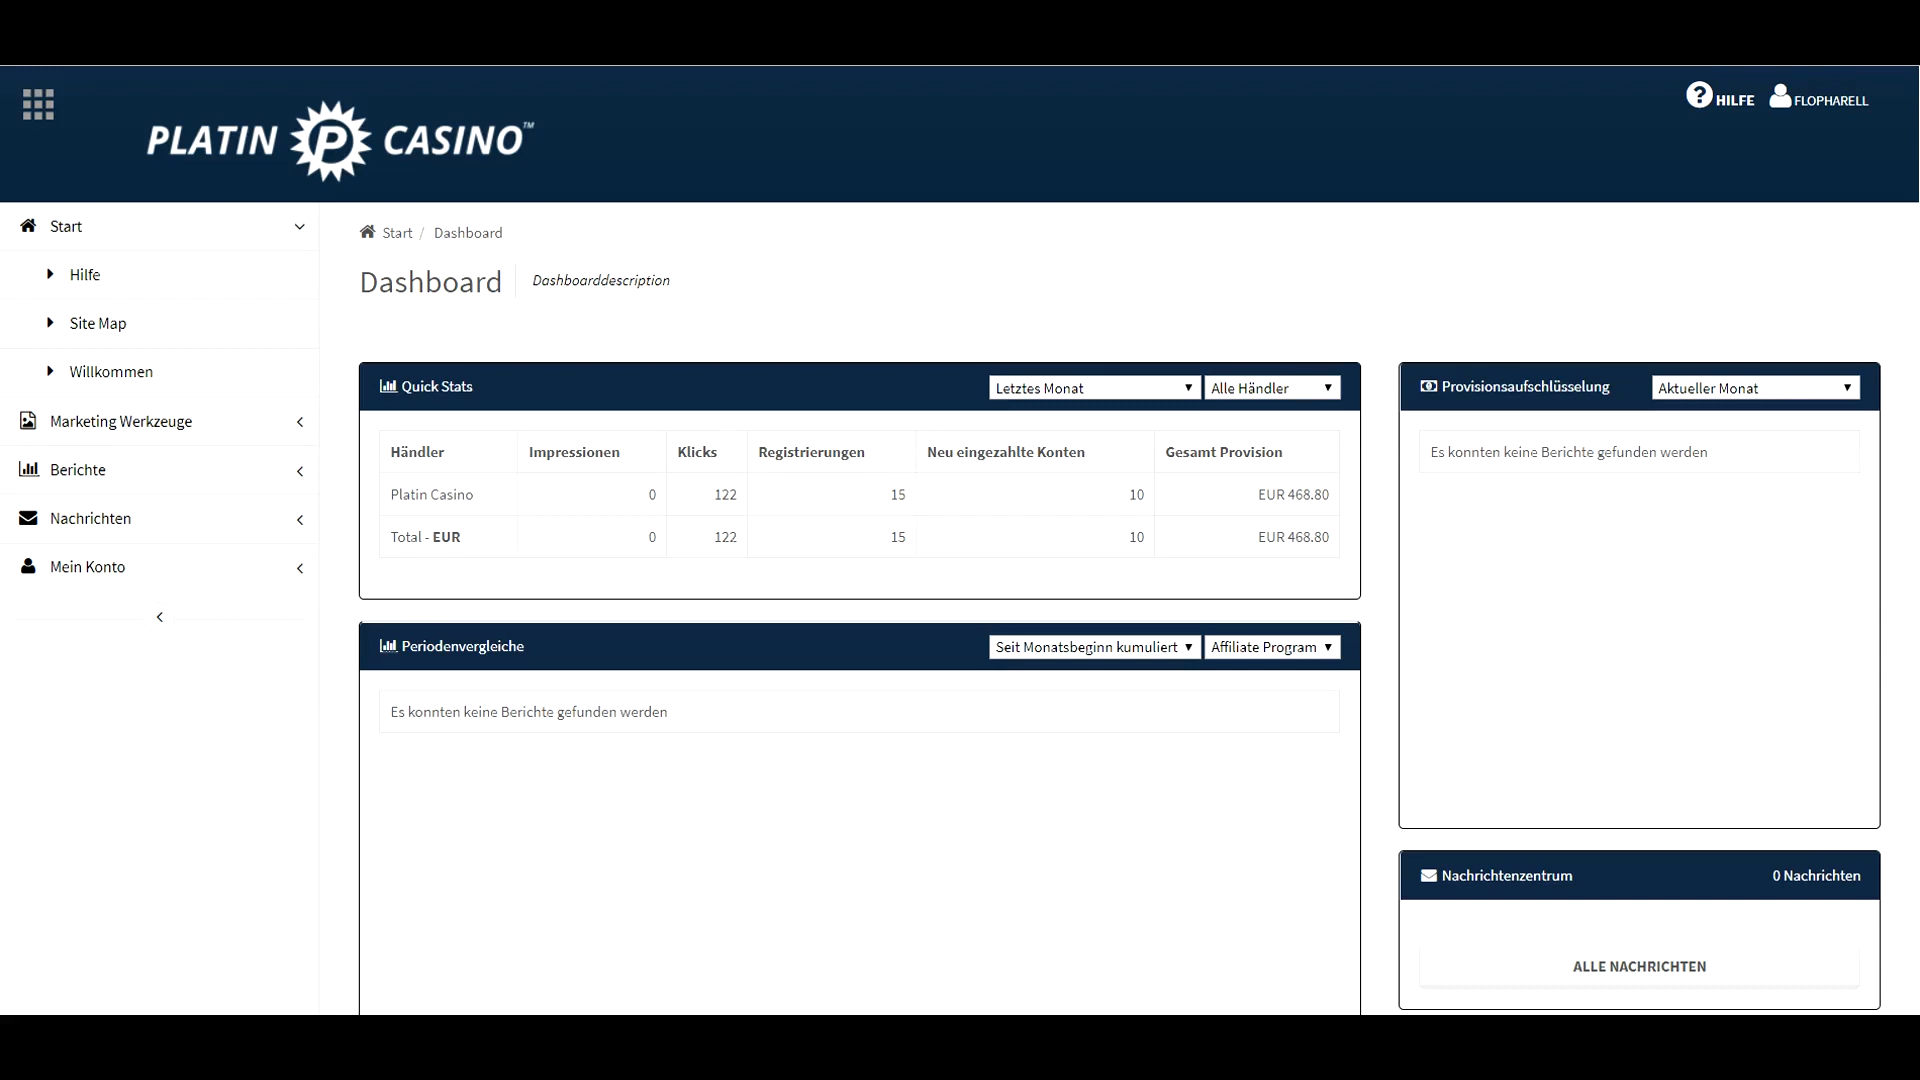 PLATIN P CASINO™
HILFE FLOPHARELL
Start
Hilfe
Site Map
Willkommen
Marketing Werkzeuge
Berichte
Nachrichten
Mein Konto
Start / Dashboard
Dashboard Dashboarddescription
Quick Stats Letztes Monat Alle Händler
Händler Impressionen Klicks Registrierungen Neu eingezahlte Konten Gesamt Provision
Platin Casino 0 122 15 10 EUR 468.80
Total - EUR 0 122 15 10 EUR 468.80
Periodenvergleiche Seit Monatsbeginn kumuliert Affiliate Program
Es konnten keine Berichte gefunden werden
Provisionsaufschlüsselung Aktueller Monat
Es konnten keine Berichte gefunden werden
Nachrichtenzentrum 0 Nachrichten
ALLE NACHRICHTEN